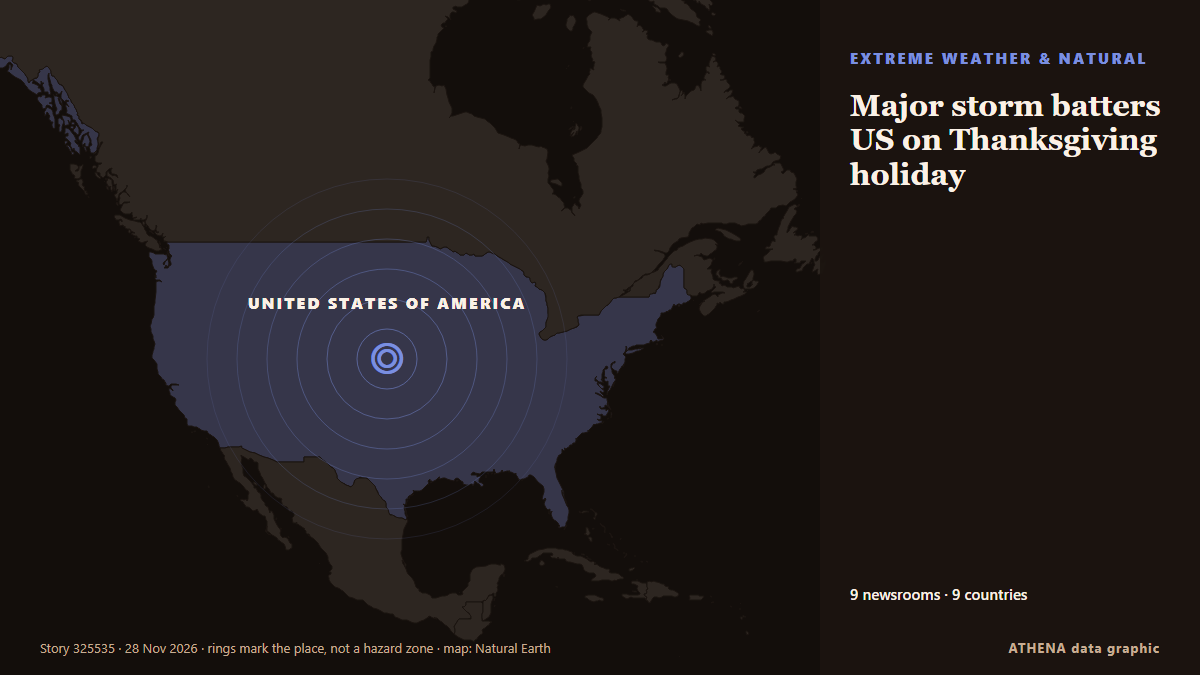 EXTREME WEATHER & NATURAL
Major storm batters
US on Thanksgiving
holiday
UNITED STATES OF AMERICA
9 newsrooms · 9 countries
Story 325535 · 28 Nov 2026 · rings mark the place, not a hazard zone · map: Natural Earth
ATHENA data graphic